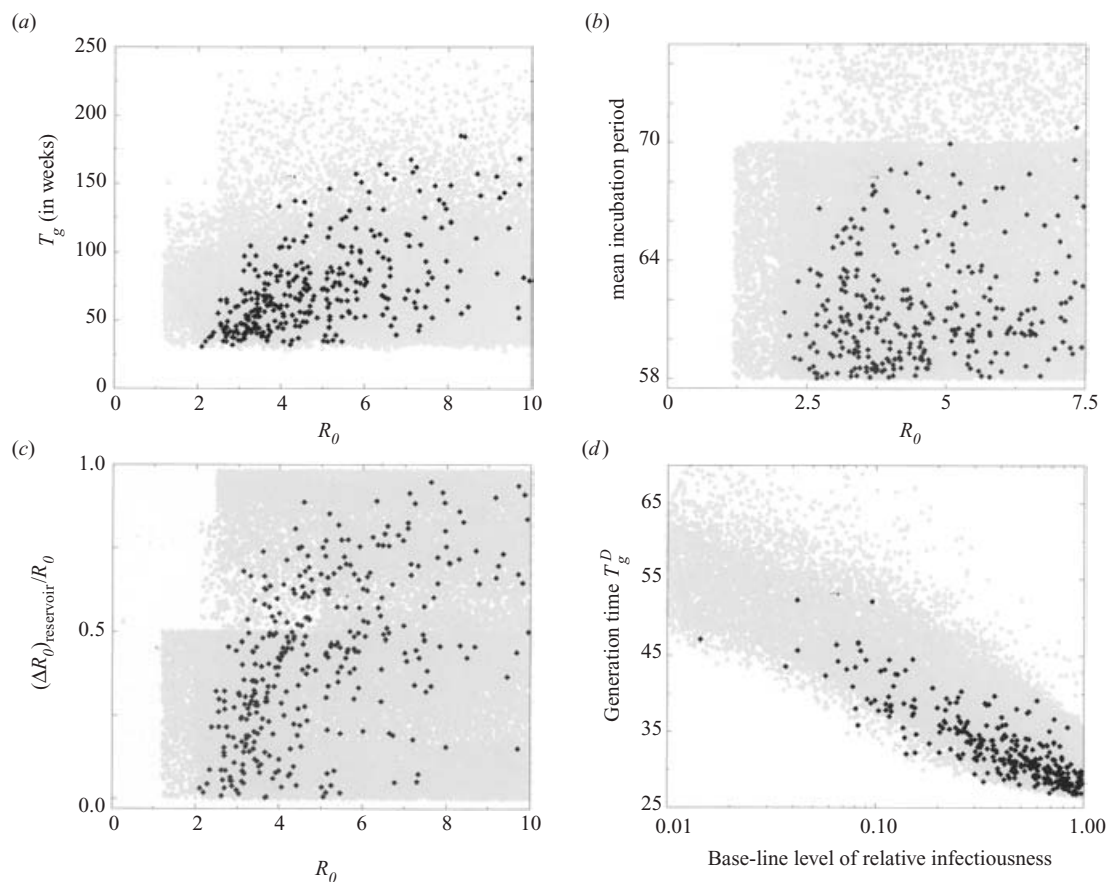 (a)
250
200
150
100
50
0
T_g (in weeks)
0 2 4 6 8 10
R_0
(b)
70
64
58
mean incubation period
0 2.5 5 7.5
R_0
(c)
1.0
0.5
0.0
(ΔR_0)reservoir/R_0
0 2 4 6 8 10
R_0
(d)
65
55
45
35
25
Generation time T_g^D
0.01 0.10 1.00
Base-line level of relative infectiousness